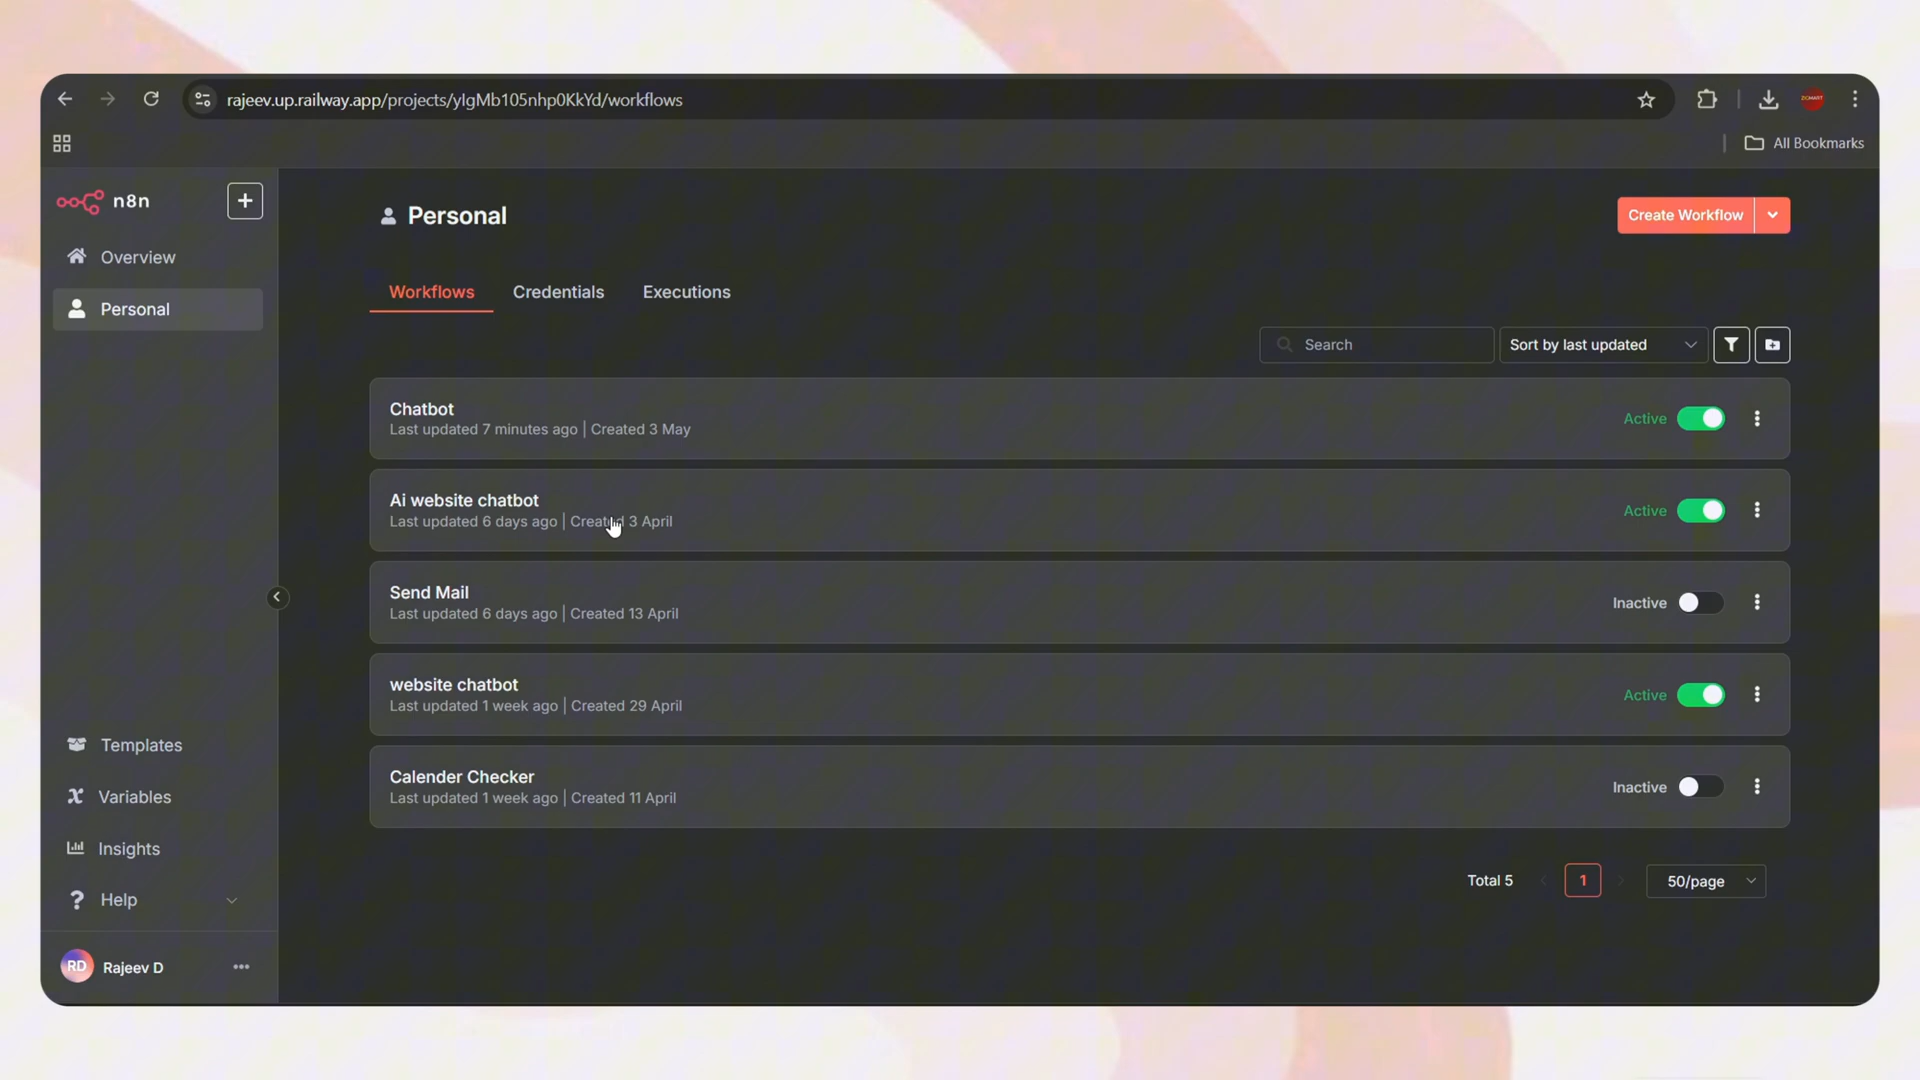 rajeev.up.railway.app/projects/yIgMb105nhp0KkYd/workflows
All Bookmarks
n8n
Overview
Personal
Templates
Variables
Insights
Help
RD Rajeev D
Personal
Create Workflow
Workflows Credentials Executions
Search Sort by last updated
Chatbot
Last updated 7 minutes ago | Created 3 May
Active
Ai website chatbot
Last updated 6 days ago | Created 3 April
Active
Send Mail
Last updated 6 days ago | Created 13 April
Inactive
website chatbot
Last updated 1 week ago | Created 29 April
Active
Calender Checker
Last updated 1 week ago | Created 11 April
Inactive
Total 5 1 50/page